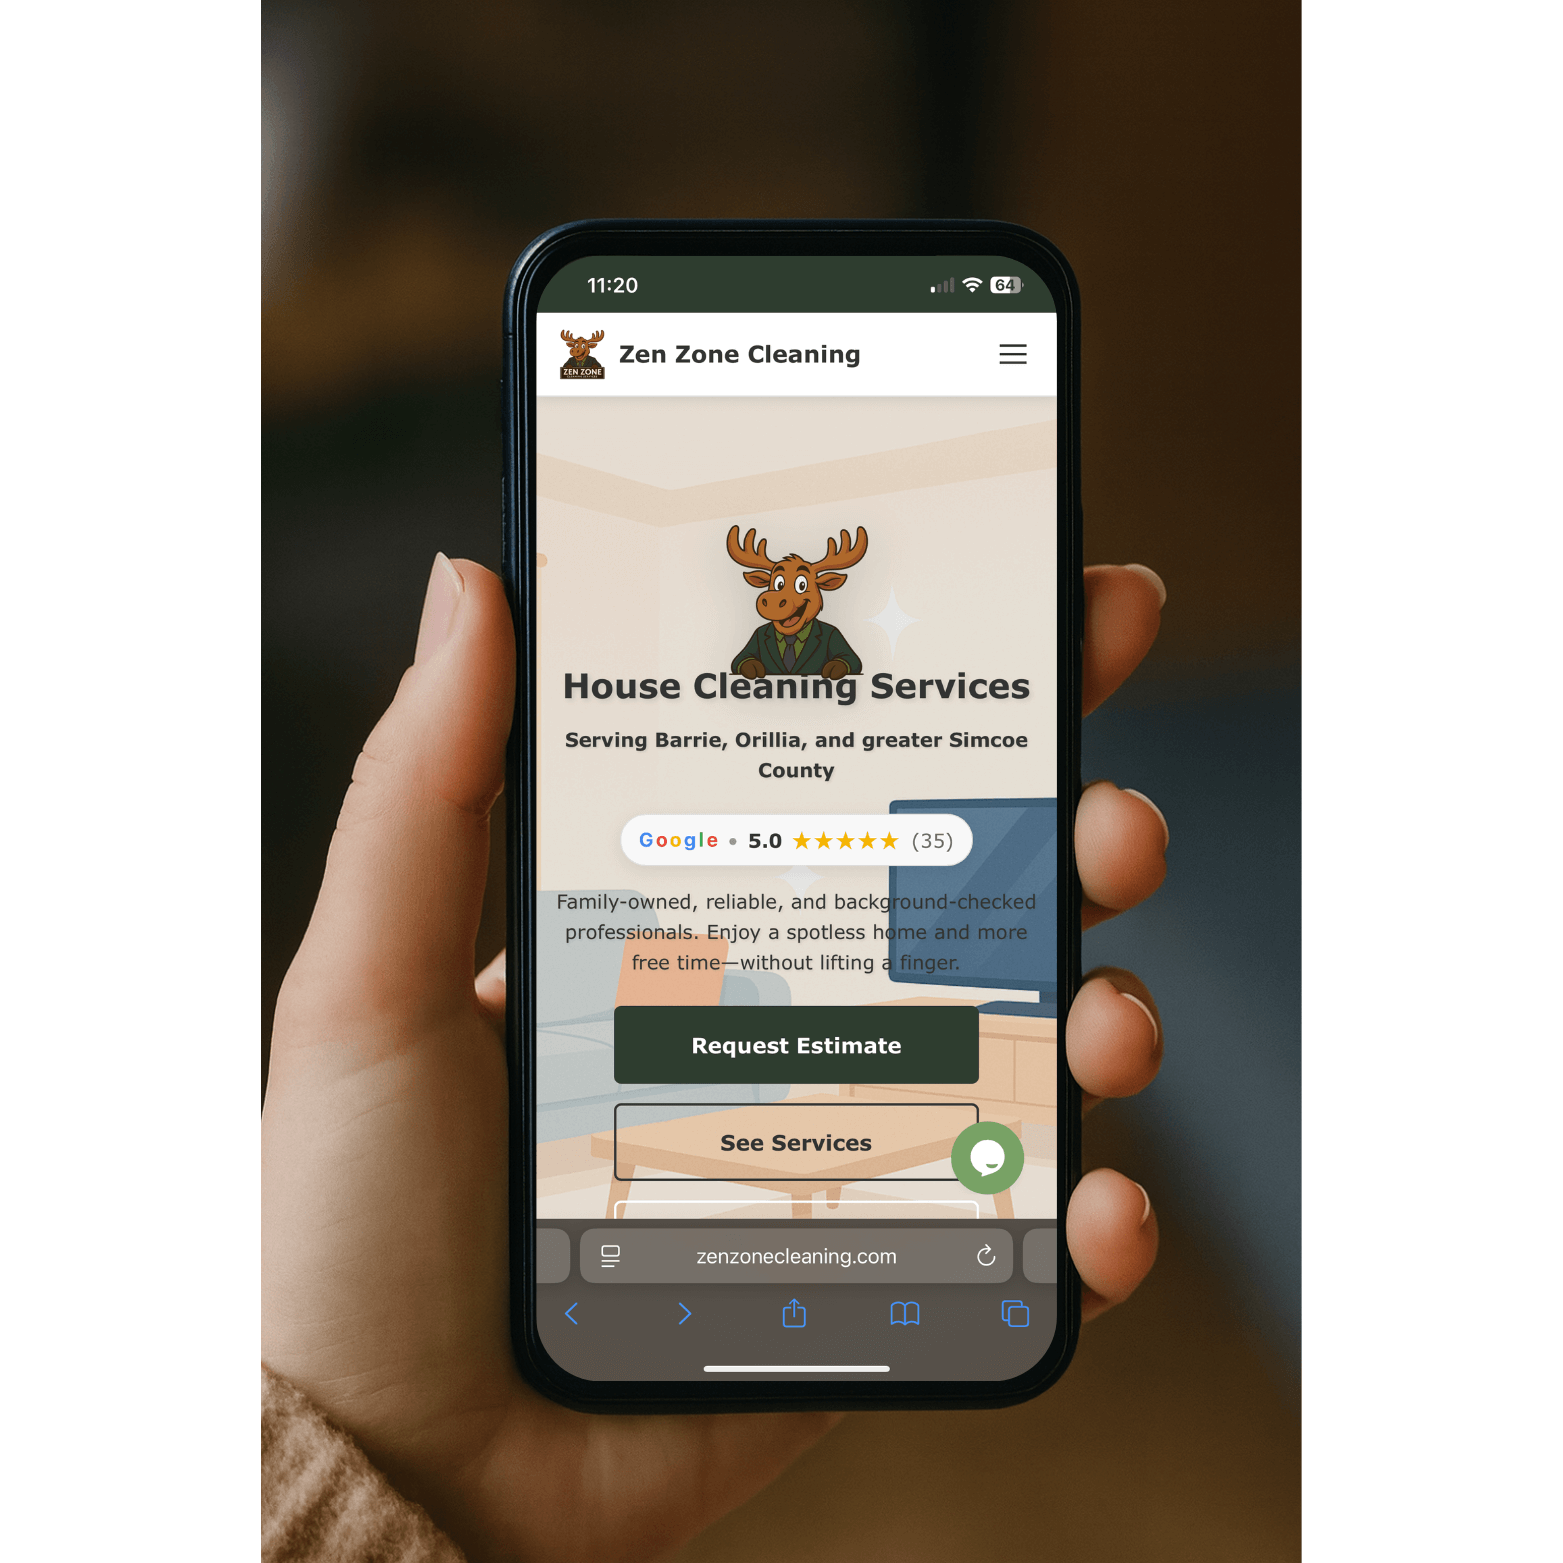 11:20
64
ZEN ZONE
Zen Zone Cleaning
House Cleaning Services
Serving Barrie, Orillia, and greater Simcoe
County
Google • 5.0 ★★★★★ (35)
Family-owned, reliable, and background-checked
professionals. Enjoy a spotless home and more
free time—without lifting a finger.
Request Estimate
See Services
zenzonecleaning.com